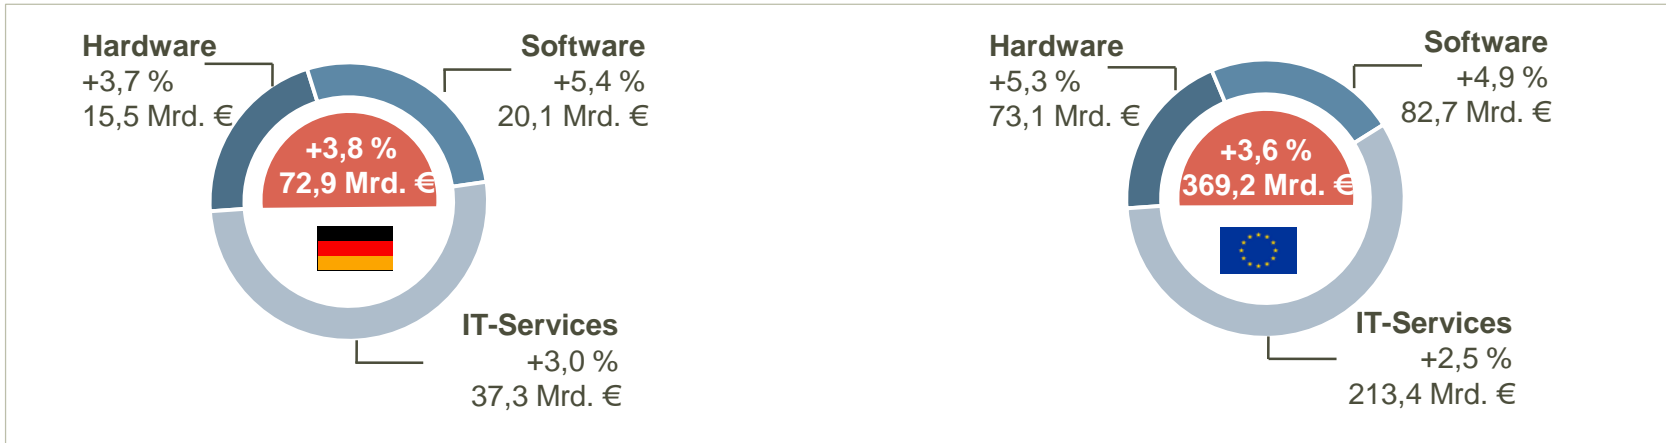 Hardware
+3,7 %
15,5 Mrd. €
Software
+5,4 %
20,1 Mrd. €
+3,8 %
72,9 Mrd. €
IT-Services
+3,0 %
37,3 Mrd. €
Hardware
+5,3 %
73,1 Mrd. €
Software
+4,9 %
82,7 Mrd. €
+3,6 %
369,2 Mrd. €
IT-Services
+2,5 %
213,4 Mrd. €